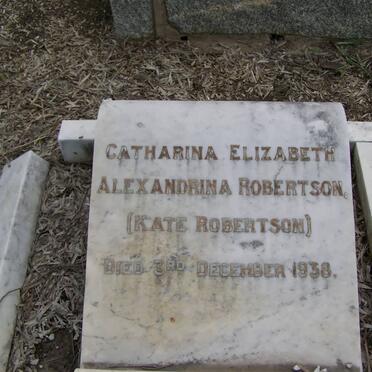 CATHARINA ELIZABETH
ALEXANDRINA ROBERTSON,
(KATE ROBERTSON)
DIED 3RD DECEMBER 1938.